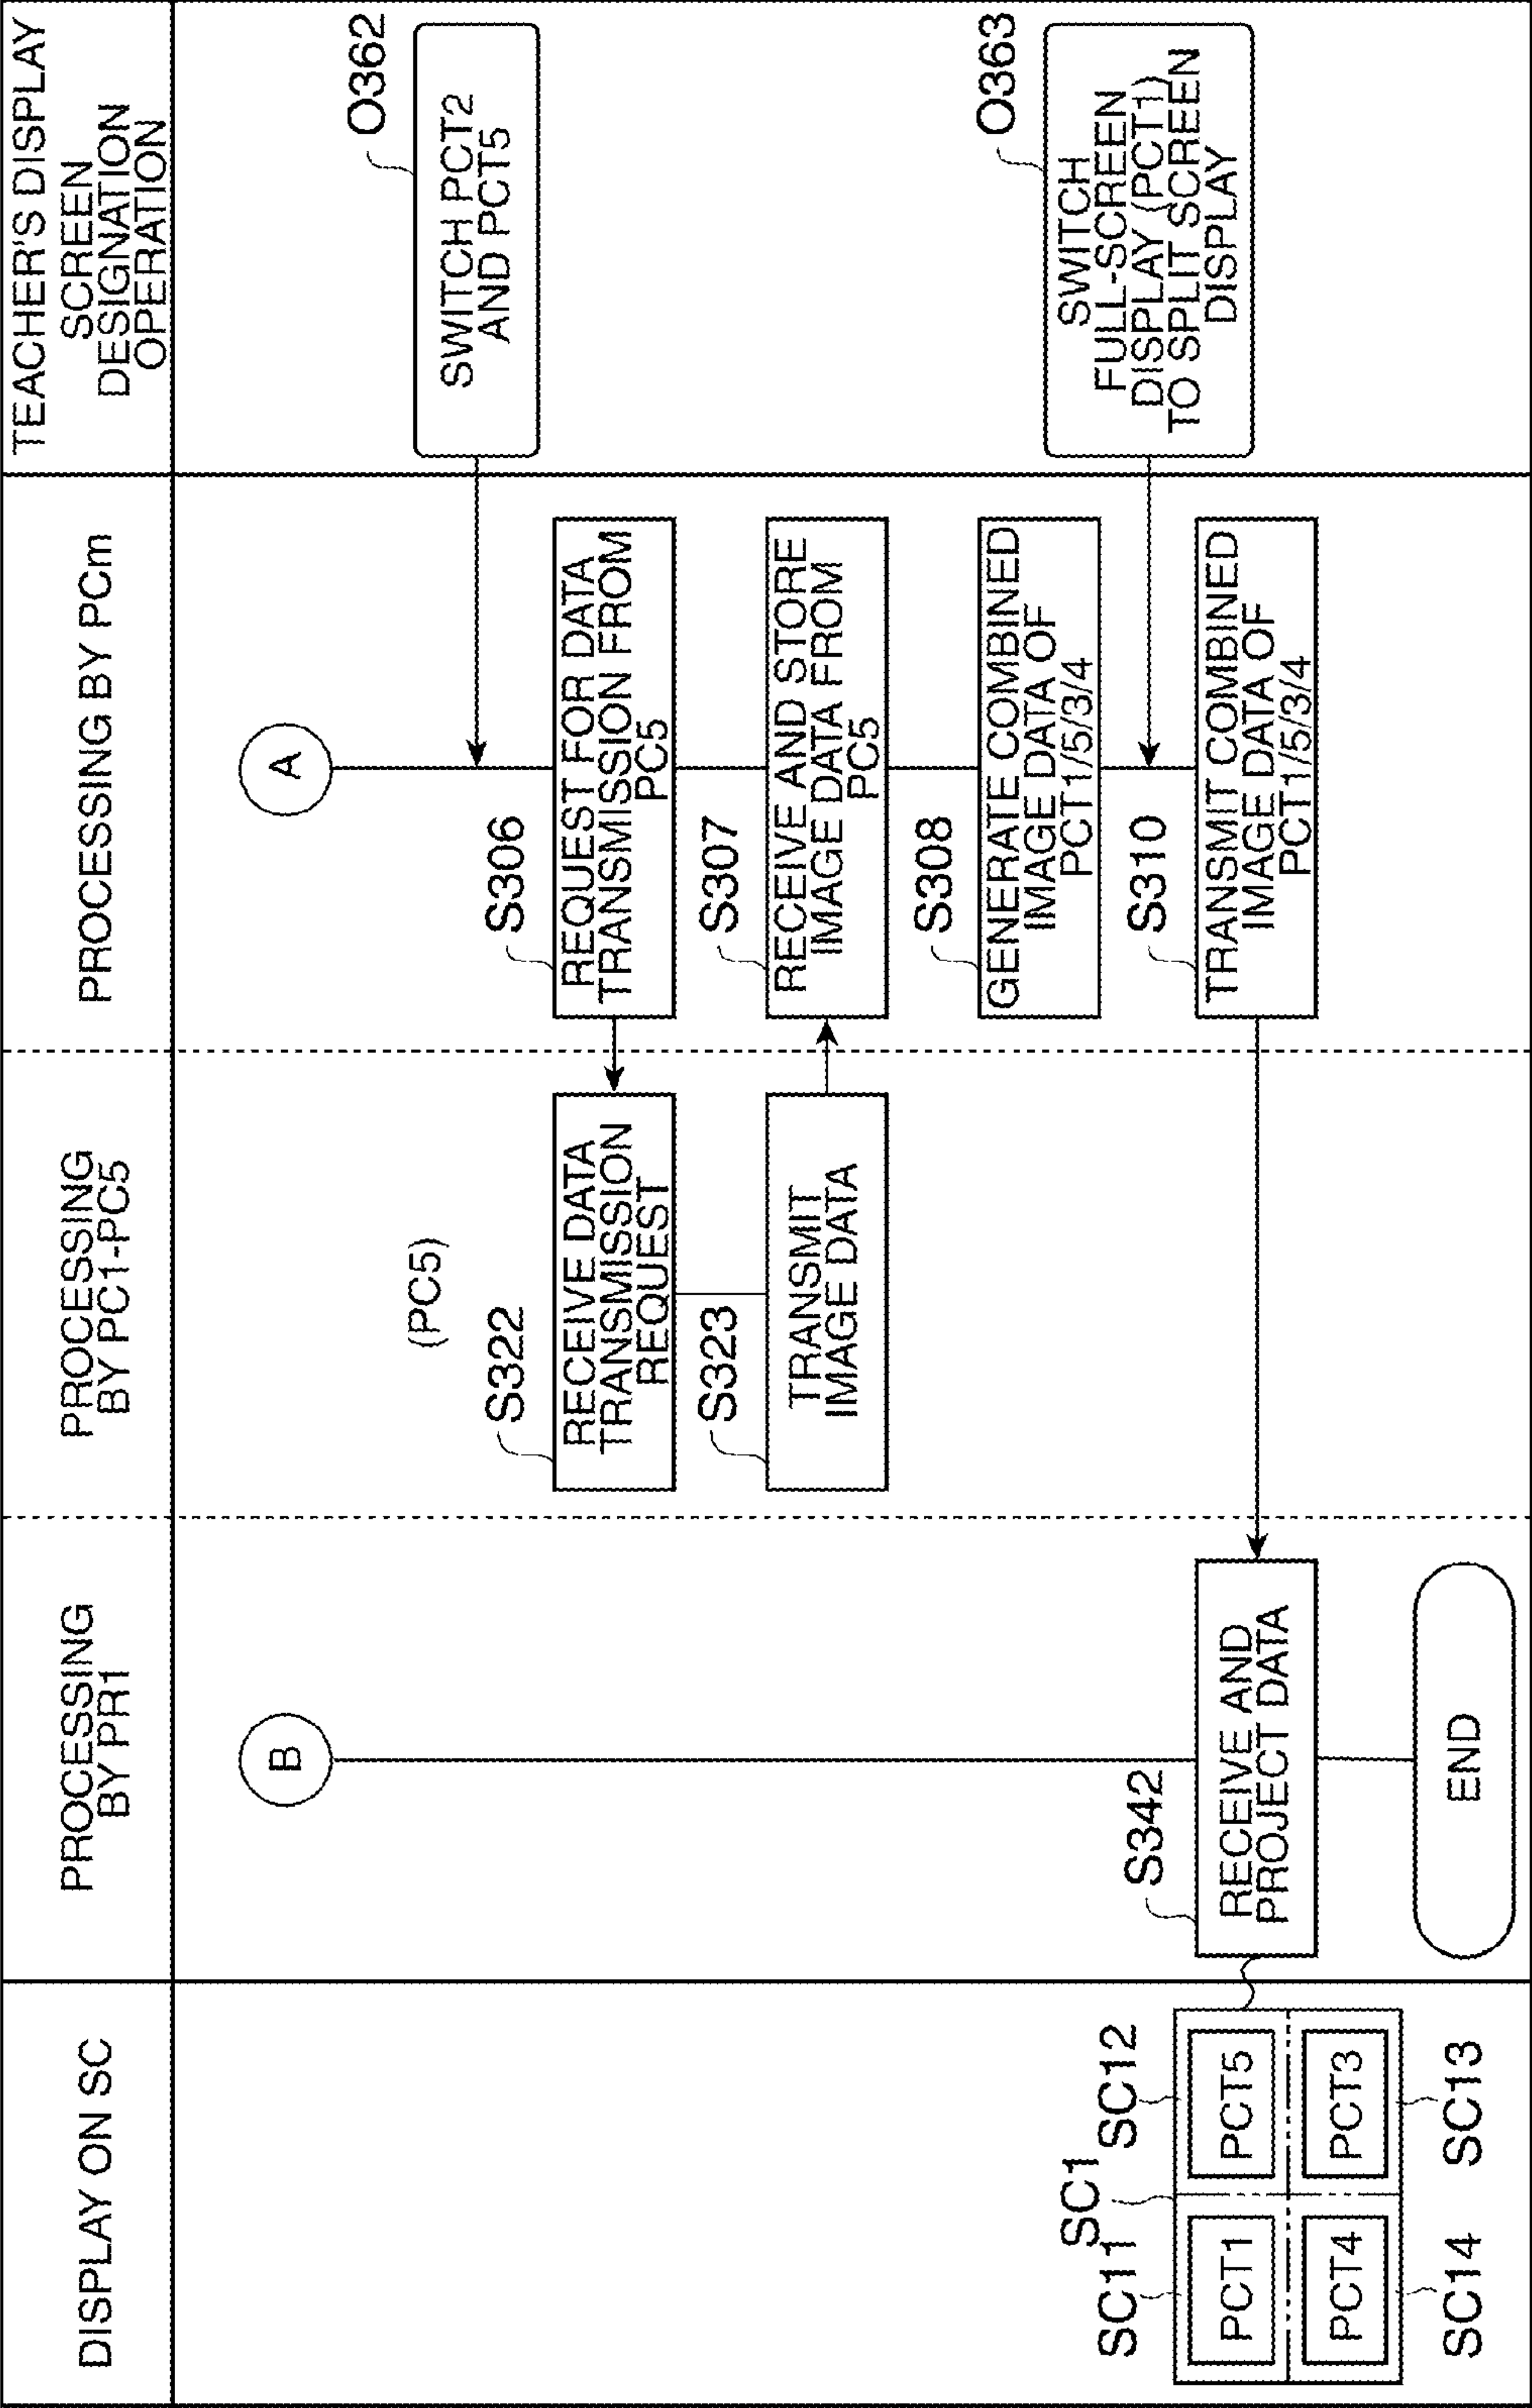 DISPLAY ON SC
PROCESSING
BY PR1
PROCESSING
BY PC1-PC5
PROCESSING BY PCm
TEACHER'S DISPLAY
SCREEN
DESIGNATION
OPERATION
B
A
O362
SWITCH PCT2
AND PCT5
(PC5)
S322
RECEIVE DATA
TRANSMISSION
REQUEST
S306
REQUEST FOR DATA
TRANSMISSION FROM
PC5
S323
TRANSMIT
IMAGE DATA
S307
RECEIVE AND STORE
IMAGE DATA FROM
PC5
S308
GENERATE COMBINED
IMAGE DATA OF
PCT1/5/3/4
O363
SWITCH
FULL-SCREEN
DISPLAY (PCT1)
TO SPLIT SCREEN
DISPLAY
S310
TRANSMIT COMBINED
IMAGE DATA OF
PCT1/5/3/4
S342
RECEIVE AND
PROJECT DATA
SC1
SC11
SC12
PCT1
PCT5
PCT4
PCT3
SC14
SC13
END